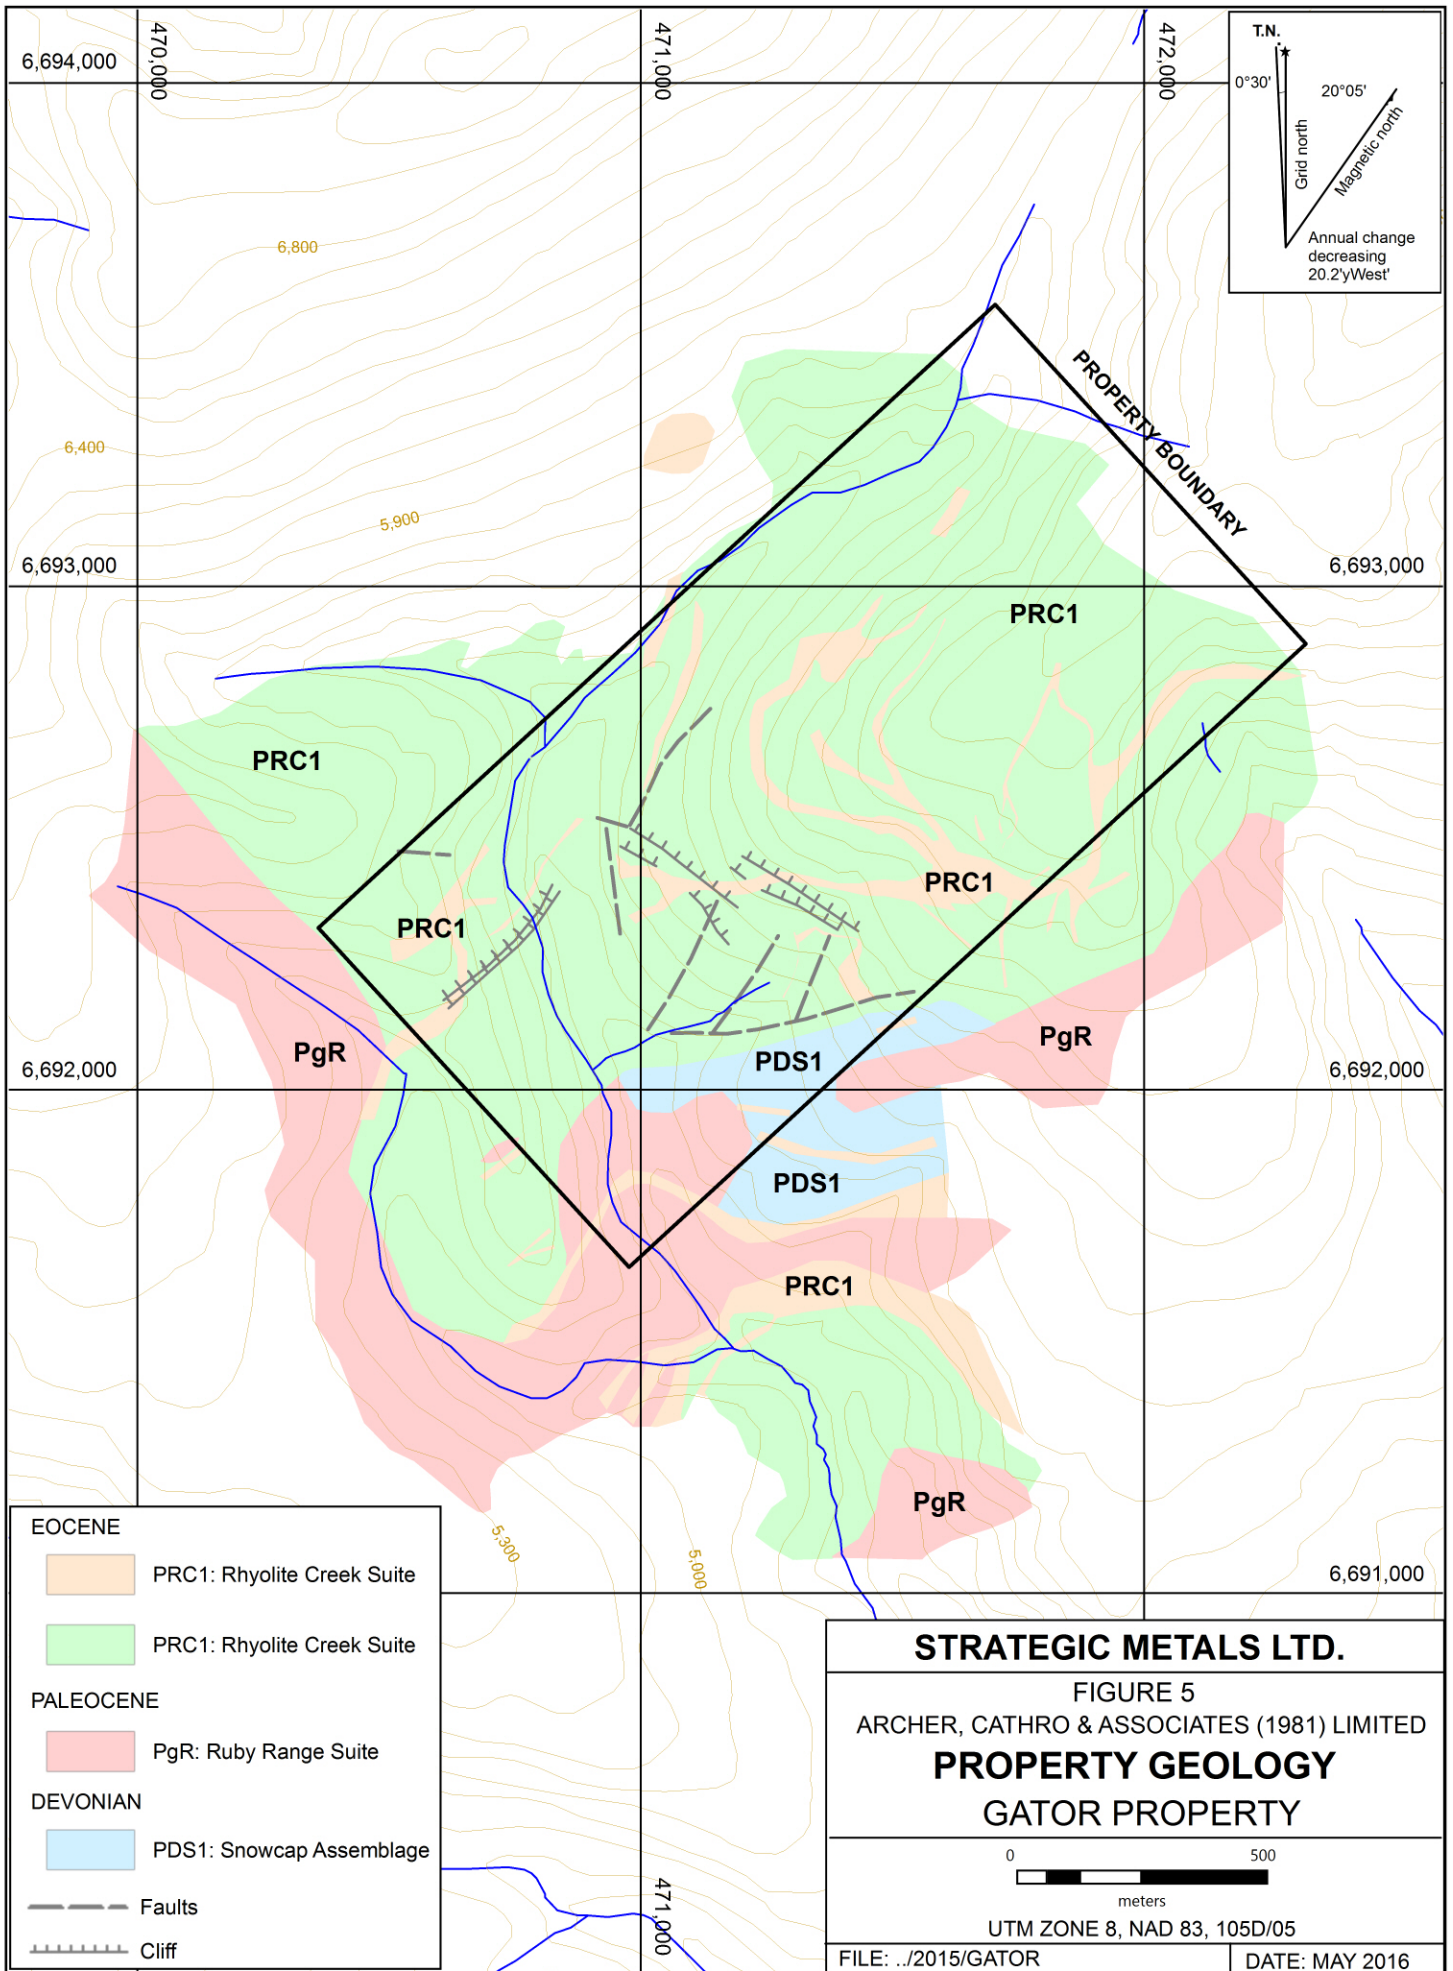 6,694,000
470,000
471,000
472,000
T.N.
0°30'
20°05'
Grid north
Magnetic north
Annual change
decreasing
20.2'yWest'
6,800
6,400
5,900
PROPERTY BOUNDARY
6,693,000
6,693,000
PRC1
PRC1
PRC1
PRC1
PgR
PgR
PDS1
6,692,000
6,692,000
PDS1
PRC1
PgR
5,300
5,000
6,691,000
471,000
EOCENE
PRC1: Rhyolite Creek Suite
PRC1: Rhyolite Creek Suite
PALEOCENE
PgR: Ruby Range Suite
DEVONIAN
PDS1: Snowcap Assemblage
Faults
Cliff
STRATEGIC METALS LTD.
FIGURE 5
ARCHER, CATHRO & ASSOCIATES (1981) LIMITED
PROPERTY GEOLOGY
GATOR PROPERTY
0 500
meters
UTM ZONE 8, NAD 83, 105D/05
FILE: ../2015/GATOR
DATE: MAY 2016